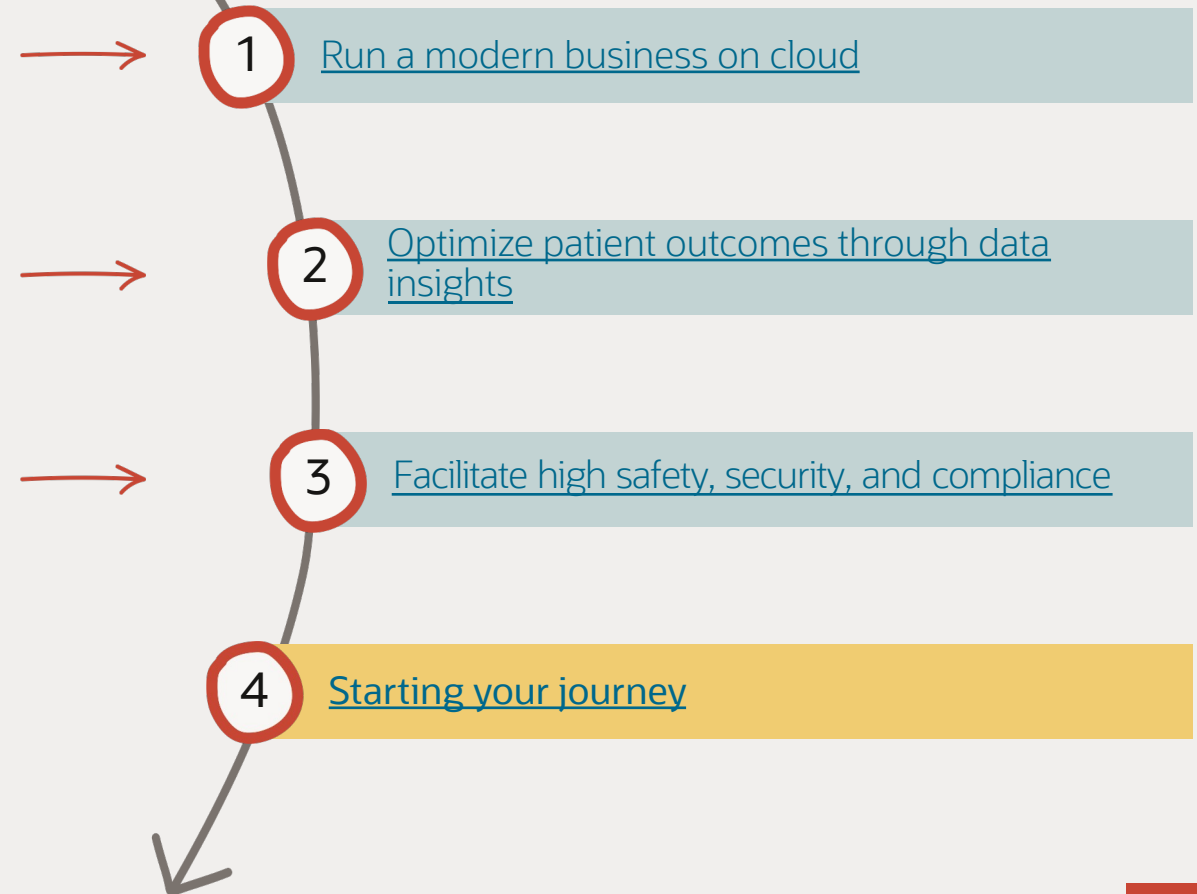 1
Run a modern business on cloud
2
Optimize patient outcomes through data
insights
3
Facilitate high safety, security, and compliance
4
Starting your journey